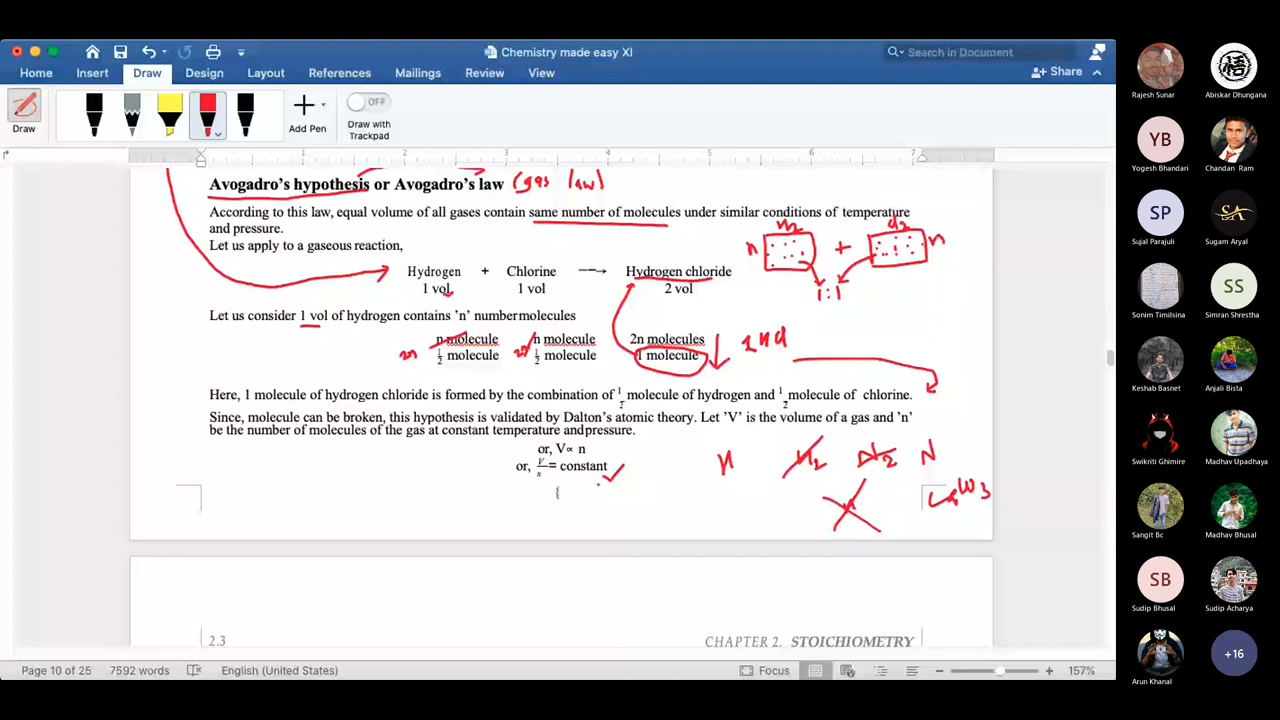 Chemistry made easy XI
Search in Document
Home Insert Draw Design Layout References Mailings Review View
Share
Draw
Add Pen
OFF
Draw with
Trackpad
1 2 3 4 5 6 7
Avogadro's hypothesis or Avogadro's law (gas law)
According to this law, equal volume of all gases contain same number of molecules under similar conditions of temperature
and pressure.
Let us apply to a gaseous reaction,
n + n
1:1
Hydrogen + Chlorine Hydrogen chloride
1 vol 1 vol 2 vol
Let us consider 1 vol of hydrogen contains 'n' number molecules
n molecule n molecule 2n molecules
½ molecule ½ molecule 1 molecule
Here, 1 molecule of hydrogen chloride is formed by the combination of ½ molecule of hydrogen and ½ molecule of chlorine.
Since, molecule can be broken, this hypothesis is validated by Dalton's atomic theory. Let 'V' is the volume of a gas and 'n'
be the number of molecules of the gas at constant temperature and pressure.
or, V∝ n
or, V/n = constant
2.3 CHAPTER 2. STOICHIOMETRY
Page 10 of 25 7592 words English (United States) Focus 157%
Rajesh Sunar
Abiskar Dhungana
YB
Yogesh Bhandari
Chandan Ram
SP
Sujal Parajuli
SA
Sugam Aryal
Sonim Timilsina
SS
Simran Shrestha
Keshab Basnet
Anjali Bista
Swikriti Ghimire
Madhav Upadhaya
Sangit Bc
Madhav Bhusal
SB
Sudip Bhusal
Sudip Acharya
Arun Khanal
+16